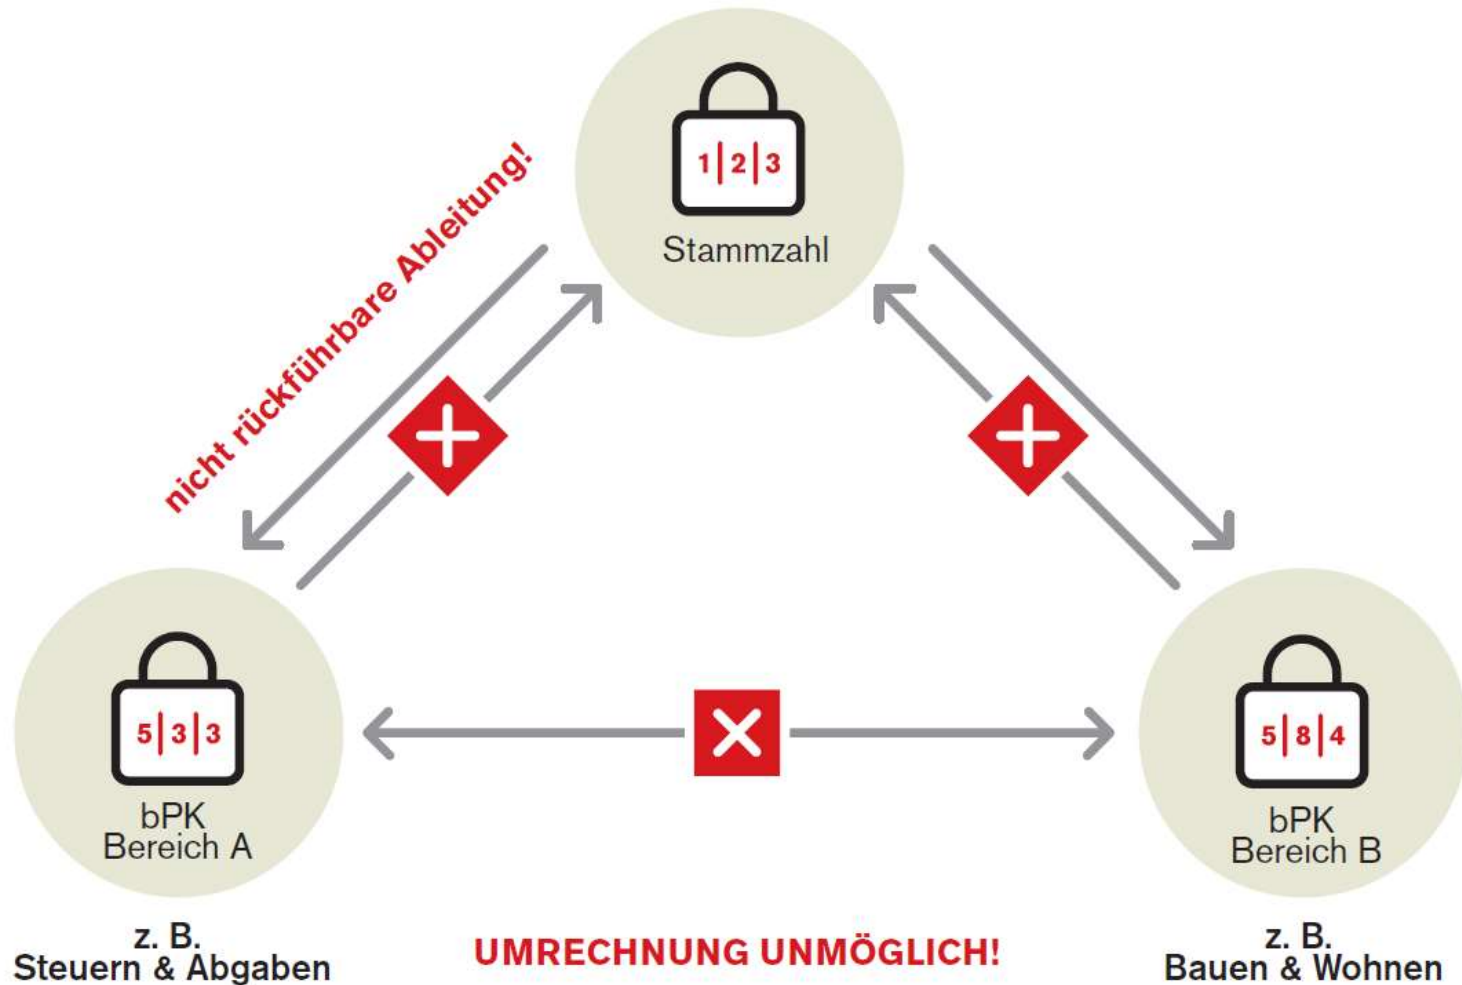 1|2|3
Stammzahl
nicht rückführbare Ableitung!
5|3|3
bPK
Bereich A
z. B.
Steuern & Abgaben
5|8|4
bPK
Bereich B
z. B.
Bauen & Wohnen
UMRECHNUNG UNMÖGLICH!